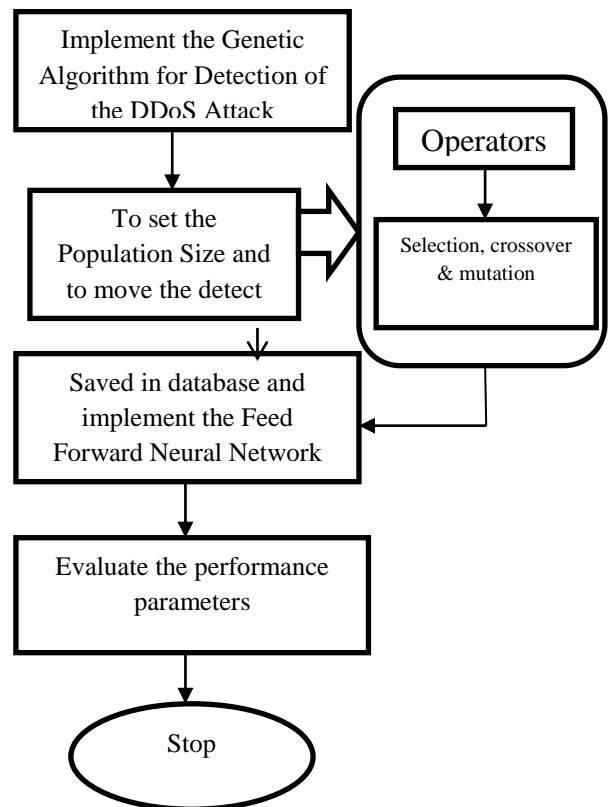 Implement the Genetic
Algorithm for Detection of
the DDoS Attack
Operators
To set the
Population Size and
to move the detect
Selection, crossover
& mutation
Saved in database and
implement the Feed
Forward Neural Network
Evaluate the performance
parameters
Stop